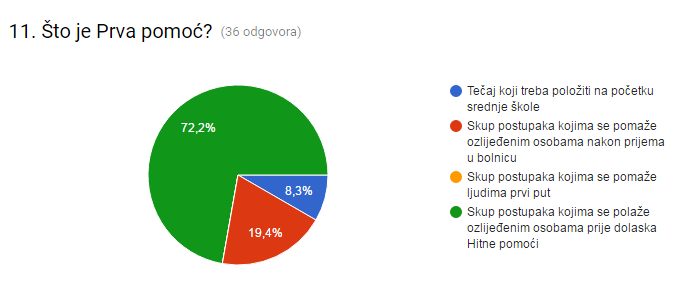 11. Što je Prva pomoć? (36 odgovora)
72,2%
8,3%
19,4%
Tečaj koji treba položiti na početku
srednje škole
Skup postupaka kojima se pomaže
ozlijeđenim osobama nakon prijema
u bolnicu
Skup postupaka kojima se pomaže
ljudima prvi put
Skup postupaka kojima se polaže
ozlijeđenim osobama prije dolaska
Hitne pomoći